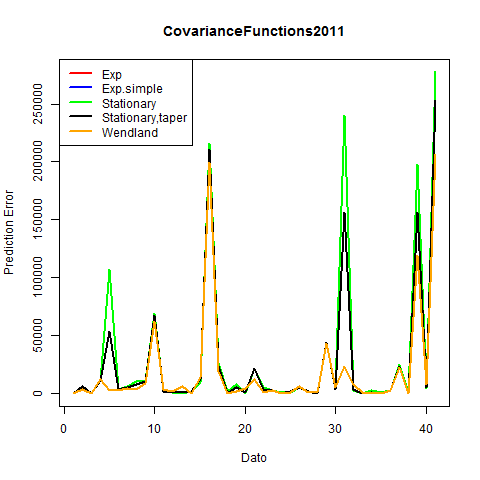 CovarianceFunctions2011
Exp
Exp.simple
Stationary
Stationary,taper
Wendland
Prediction Error
250000
200000
150000
100000
50000
0
0 10 20 30 40
Dato